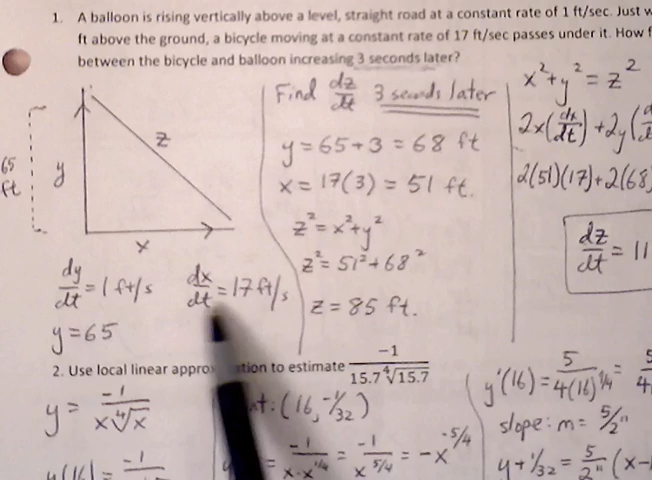 1. A balloon is rising vertically above a level, straight road at a constant rate of 1 ft/sec. Just
ft above the ground, a bicycle moving at a constant rate of 17 ft/sec passes under it. How
between the bicycle and balloon increasing 3 seconds later?
65
ft
y
z
x
dy/dt = 1 ft/s
dx/dt = 17 ft/s
y = 65
Find dz/dt 3 seconds later
y = 65 + 3 = 68 ft
x = 17(3) = 51 ft.
z² = x² + y²
z² = 51² + 68²
z = 85 ft.
x² + y² = z²
2x(dx/dt) + 2y(
2(51)(17) + 2(68)
dz/dt = 11
2. Use local linear to estimate -1/(15.7 ∜15.7)
y = -1/(x ∜x)
: (16, -1/32)
= -1/(x·x^1/4) = -1/x^5/4 = -x^-5/4
y'(16) = 5/(4(16)^9/4) =
slope: m = 5/2¹¹
y + 1/32 = 5/2¹¹ (x -